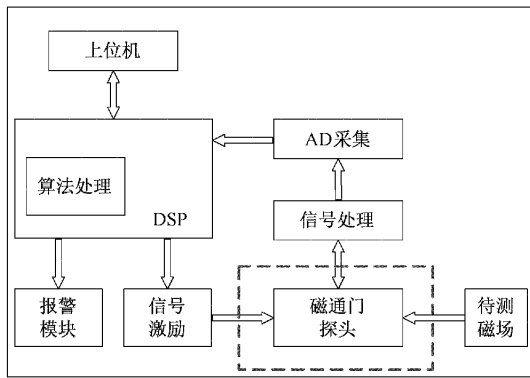 上位机
AD采集
算法处理
DSP
信号处理
报警
模块
信号
激励
磁通门
探头
待测
磁场